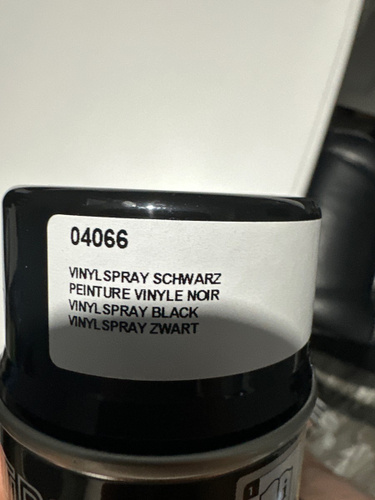 04066
VINYLSPRAY SCHWARZ
PEINTURE VINYLE NOIR
VINYLSPRAY BLACK
VINYLSPRAY ZWART